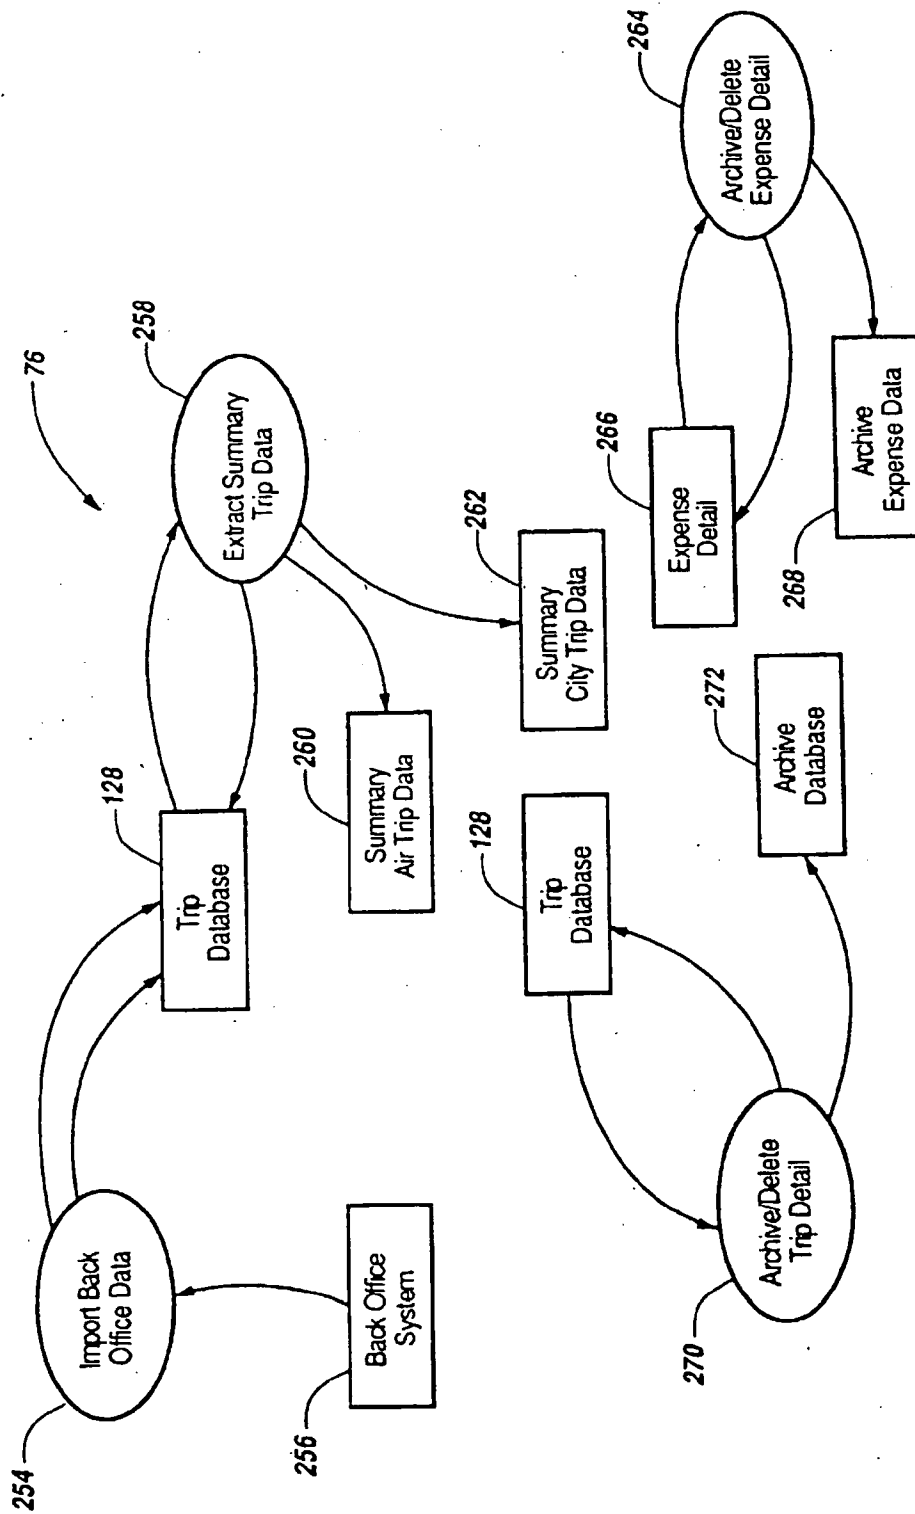 76
254
Import Back
Office Data
256
Back Office
System
128
Trip
Database
258
Extract Summary
Trip Data
260
Summary
Air Trip Data
262
Summary
City Trip Data
128
Trip
Database
270
Archive/Delete
Trip Detail
272
Archive
Database
266
Expense
Detail
264
Archive/Delete
Expense Detail
268
Archive
Expense Data